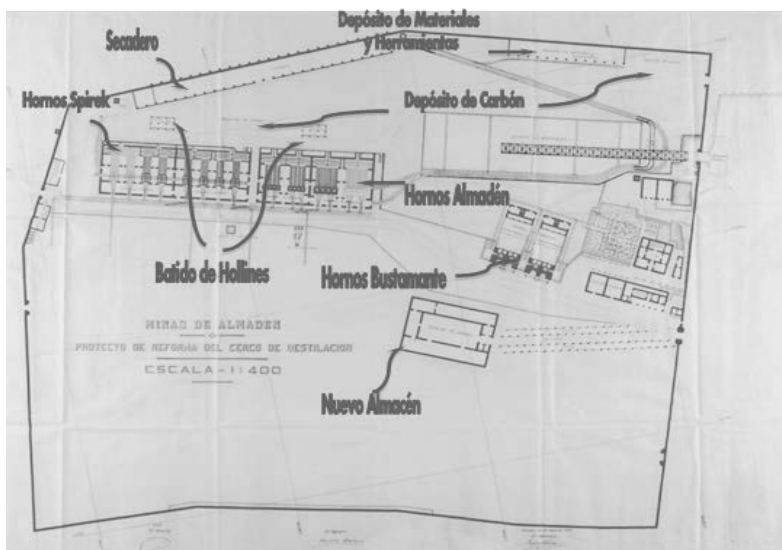 Depósito de Materiales
y Herramientas
Secadero
Hornos Spirek
Depósito de Carbón
Hornos Almadén
Batido de Hollines
Hornos Bustamante
MINAS DE ALMADEN
PROYECTO DE REFORMA DEL CERCO DE DESTILACION
ESCALA - 1:400
Nuevo Almacén